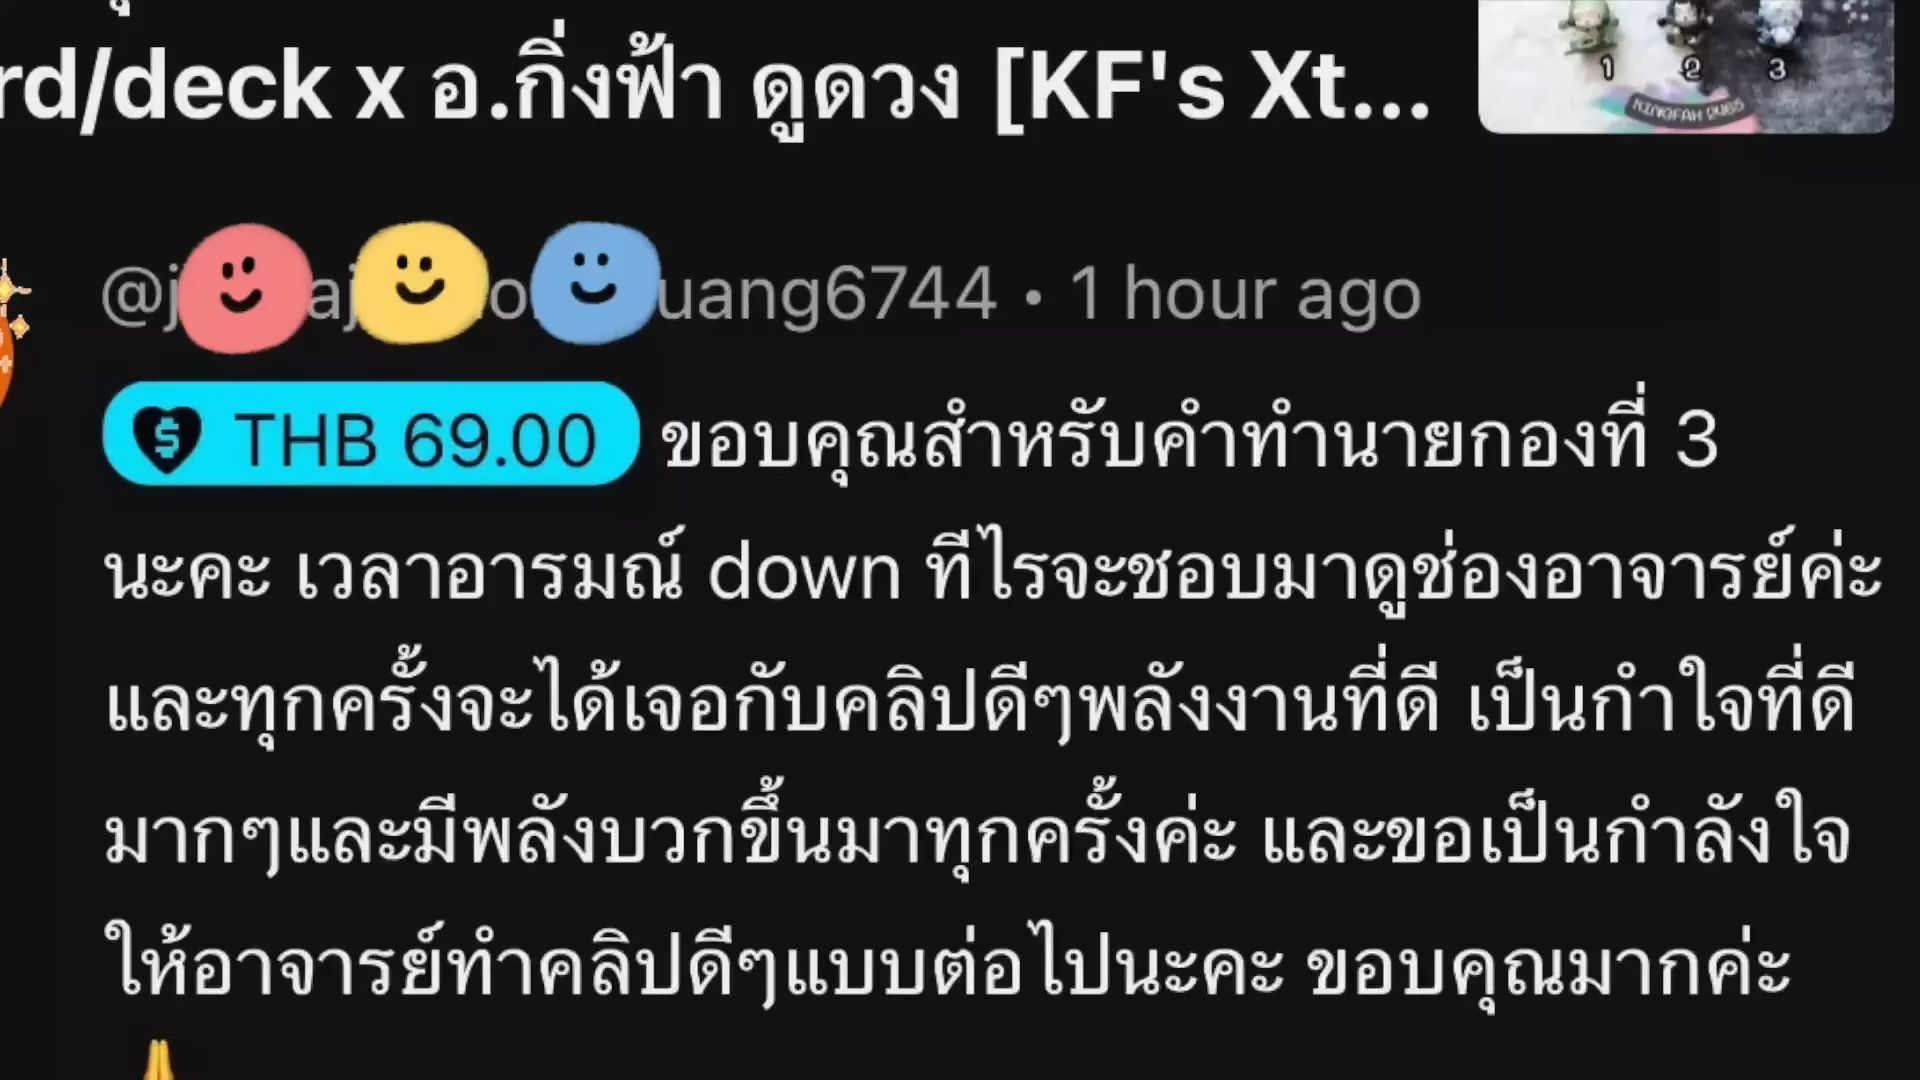 rd/deck x อ.กิ่งฟ้า ดูดวง [KF's Xt...
1 2 3
KINGFAH
uang6744 • 1 hour ago
THB 69.00 ขอบคุณสำหรับคำทำนายกองที่ 3
นะคะ เวลาอารมณ์ down ทีไรจะชอบมาดูช่องอาจารย์ค่ะ
และทุกครั้งจะได้เจอกับคลิปดีๆพลังงานที่ดี เป็นกำใจที่ดี
มากๆและมีพลังบวกขึ้นมาทุกครั้งค่ะ และขอเป็นกำลังใจ
ให้อาจารย์ทำคลิปดีๆแบบต่อไปนะคะ ขอบคุณมากค่ะ